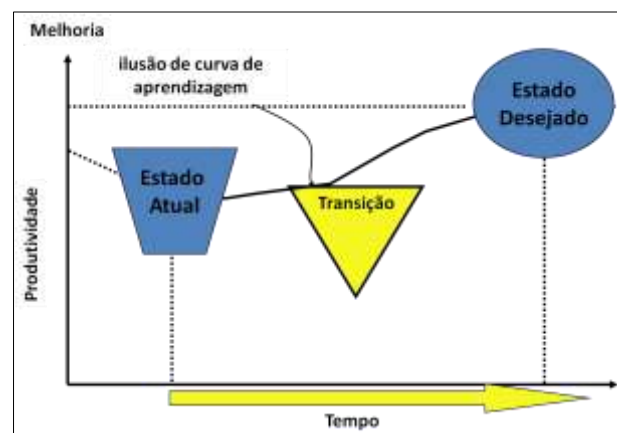 Melhoria
ilusão de curva de
aprendizagem
Estado
Desejado
Estado
Atual
Transição
Produtividade
Tempo